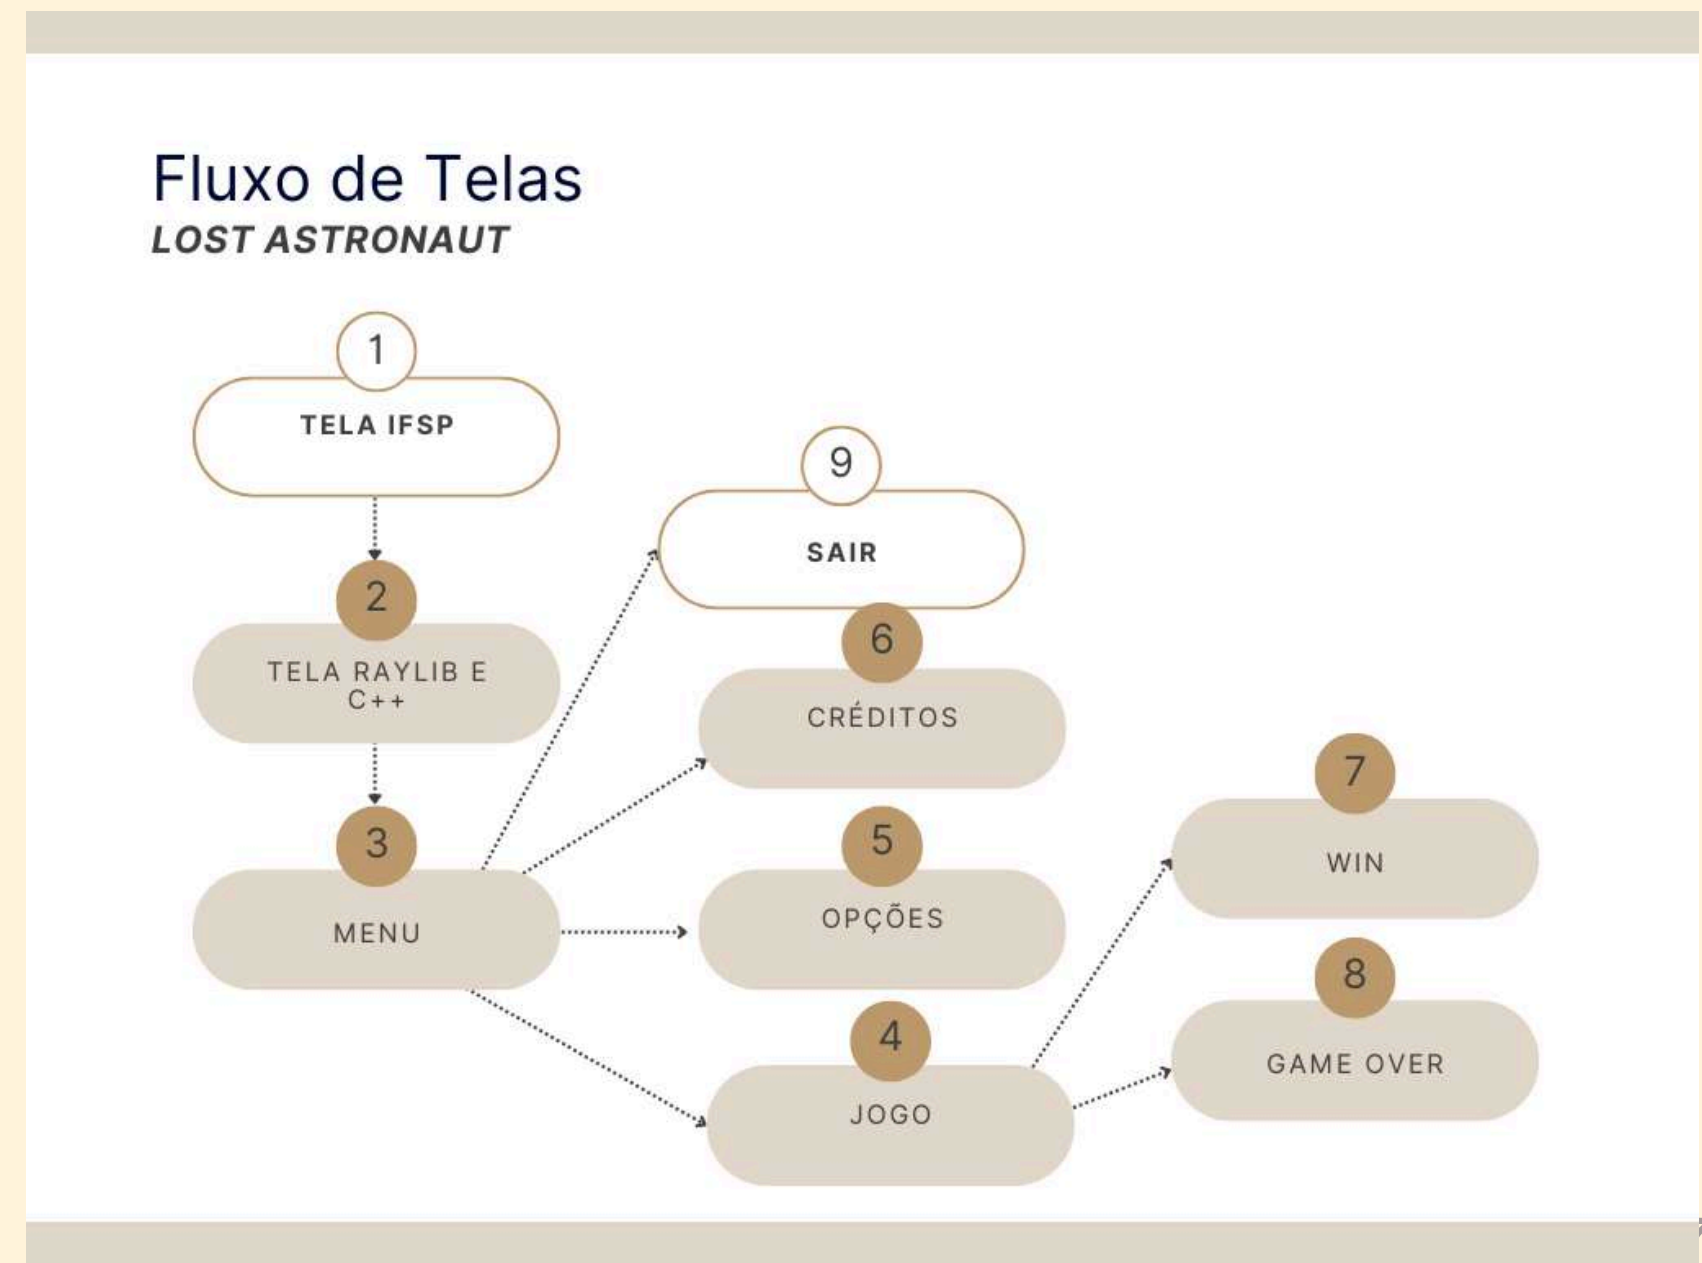 Fluxo de Telas
LOST ASTRONAUT
1
TELA IFSP
2
TELA RAYLIB E
C++
3
MENU
9
SAIR
6
CRÉDITOS
5
OPÇÕES
4
JOGO
7
WIN
8
GAME OVER